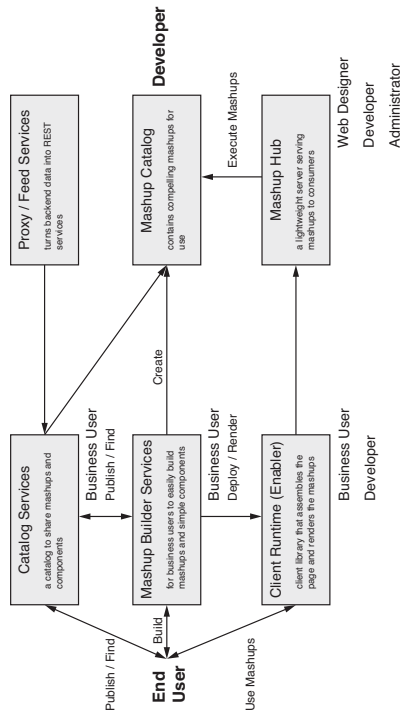 Proxy / Feed Services
turns backend data into REST
services
Catalog Services
a catalog to share mashups and
components
Publish / Find
Business User
Publish / Find
Developer
Mashup Catalog
contains compelling mashups for
use
Create
Mashup Builder Services
for business users to easily build
mashups and simple components
Build
End
User
Business User
Deploy / Render
Execute Mashups
Mashup Hub
a lightweight server serving
mashups to consumers
Client Runtime (Enabler)
client library that assembles the
page and renders the mashups
Use Mashups
Business User
Developer
Web Designer
Developer
Administrator